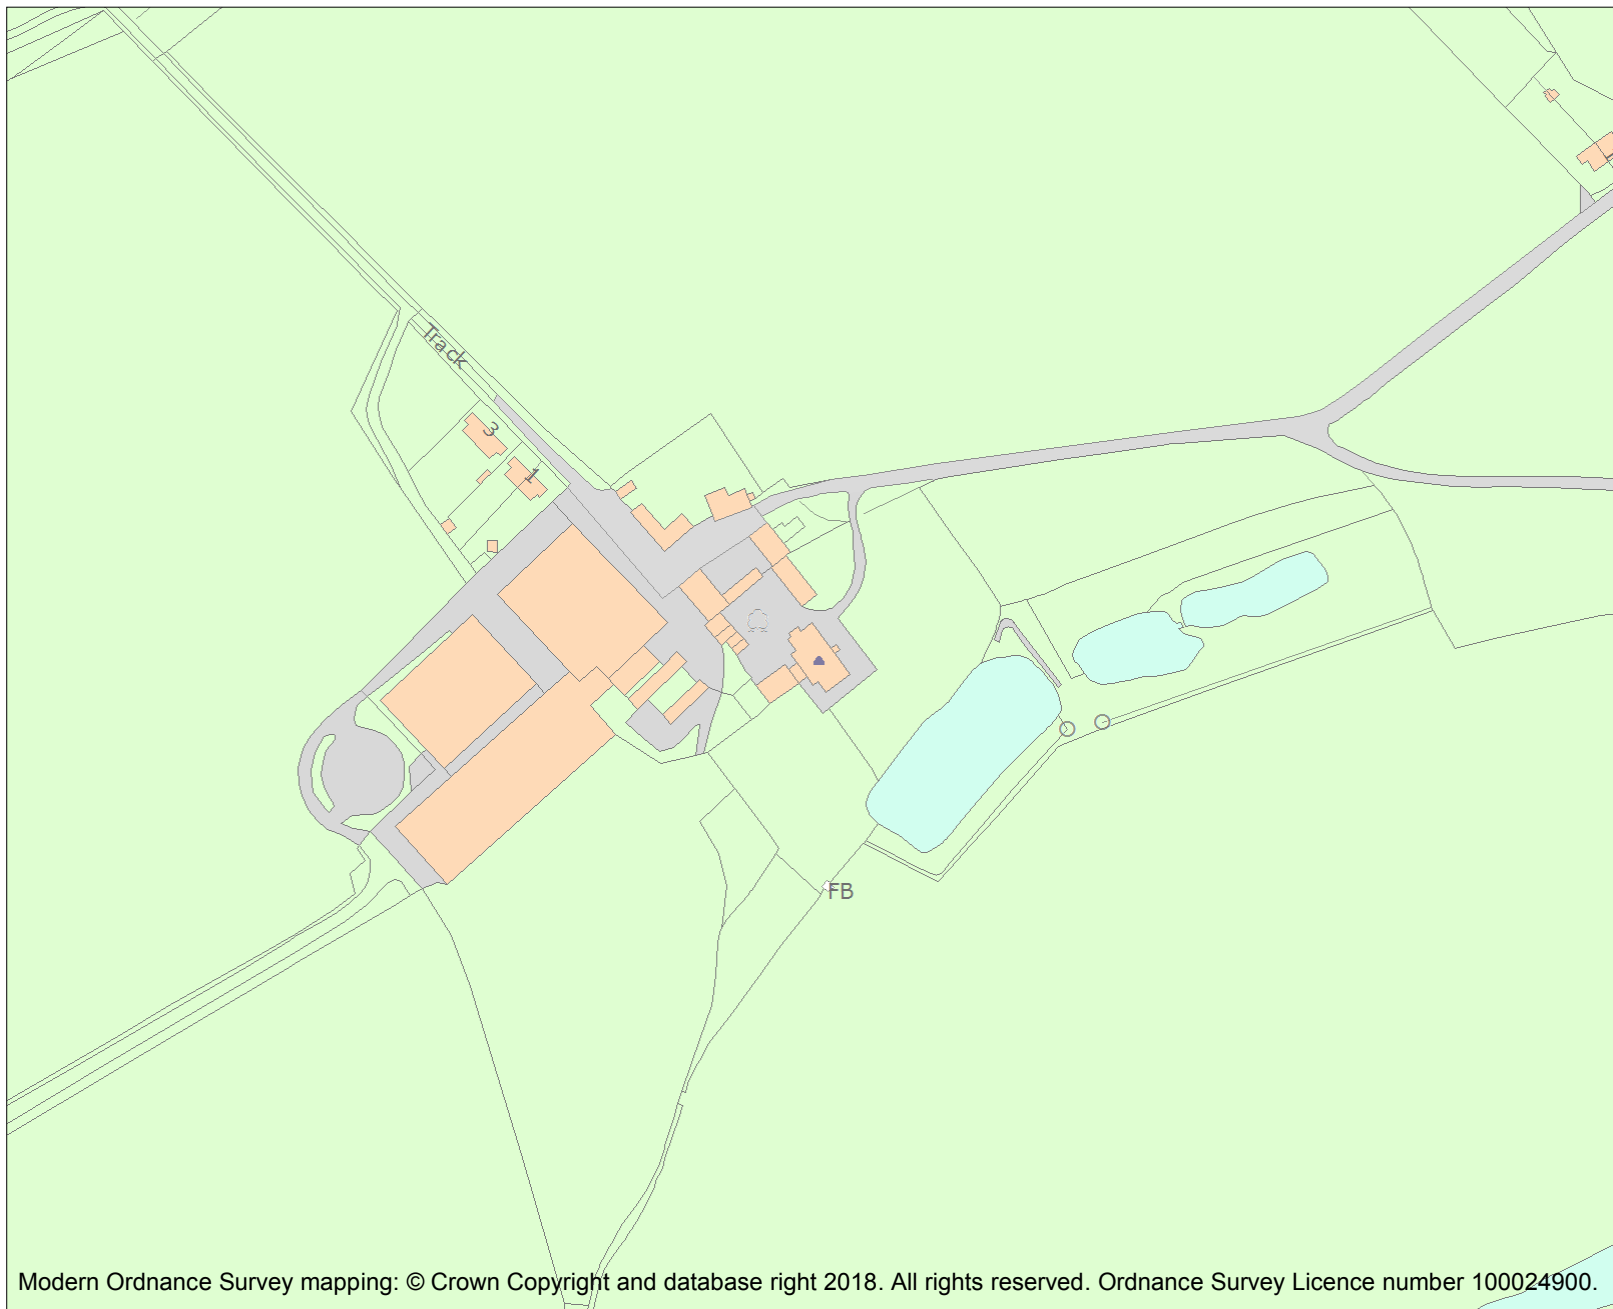 Track
3
1
FB
Modern Ordnance Survey mapping: © Crown Copyright and database right 2018. All rights reserved. Ordnance Survey Licence number 100024900.